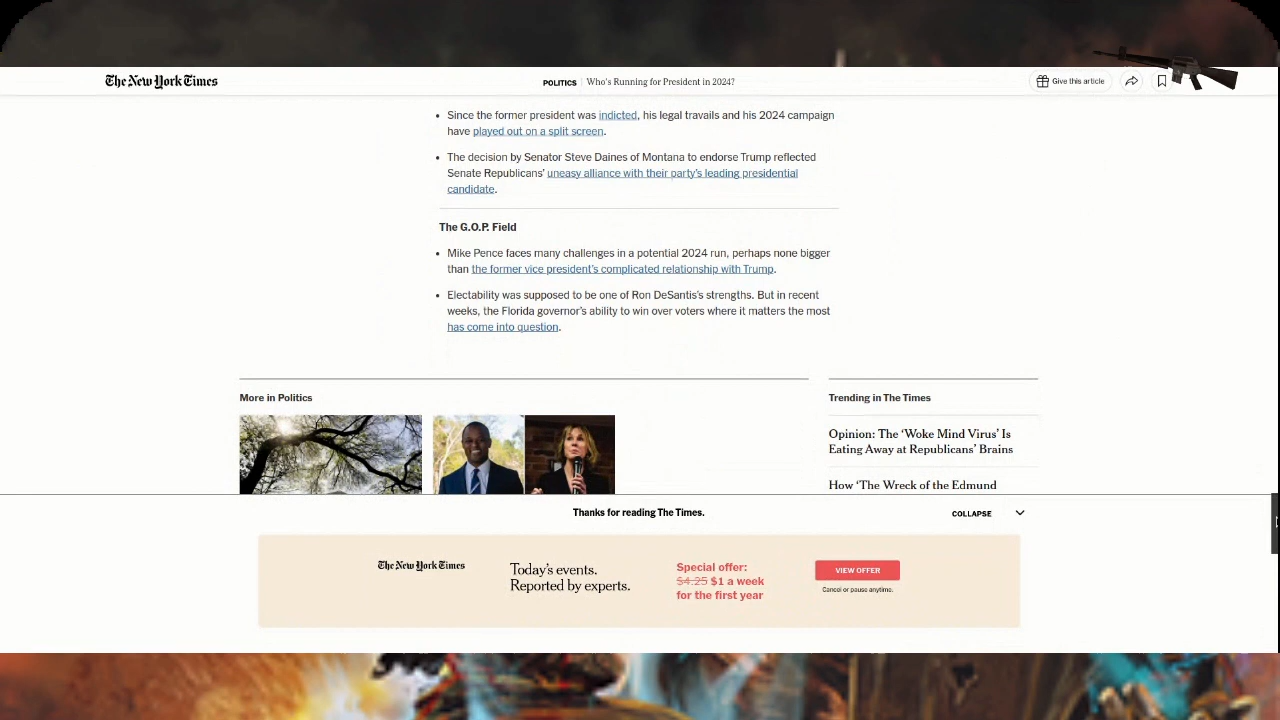 The New York Times
POLITICS | Who's Running for President in 2024?
Give this article
Since the former president was indicted, his legal travails and his 2024 campaign
have played out on a split screen.
The decision by Senator Steve Daines of Montana to endorse Trump reflected
Senate Republicans' uneasy alliance with their party's leading presidential
candidate.
The G.O.P. Field
Mike Pence faces many challenges in a potential 2024 run, perhaps none bigger
than the former vice president's complicated relationship with Trump.
Electability was supposed to be one of Ron DeSantis's strengths. But in recent
weeks, the Florida governor's ability to win over voters where it matters the most
has come into question.
More in Politics
Trending in The Times
Opinion: The ‘Woke Mind Virus’ Is
Eating Away at Republicans’ Brains
How ‘The Wreck of the Edmund
Thanks for reading The Times.
COLLAPSE
The New York Times
Today's events.
Reported by experts.
Special offer:
$4.25 $1 a week
for the first year
VIEW OFFER
Cancel or pause anytime.